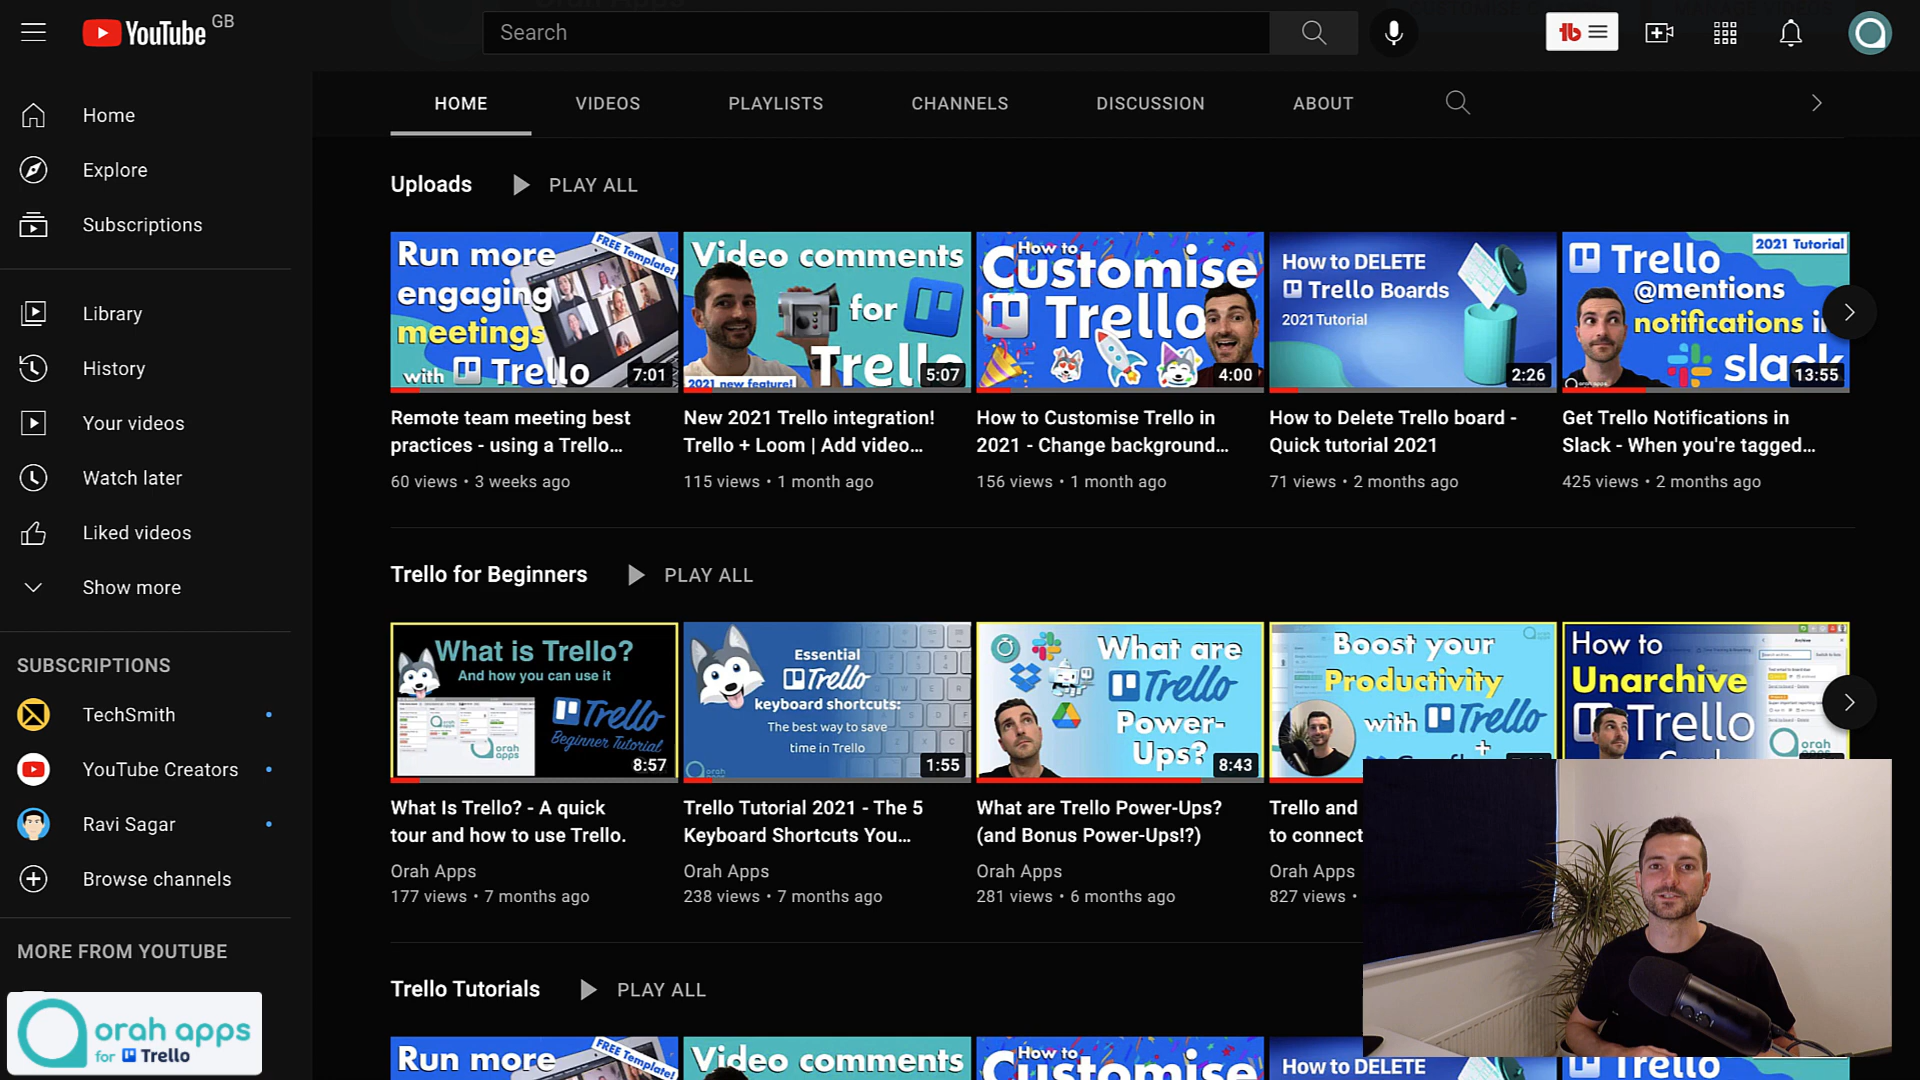 YouTube GB
Search
HOME VIDEOS PLAYLISTS CHANNELS DISCUSSION ABOUT
Home
Explore
Subscriptions
Library
History
Your videos
Watch later
Liked videos
Show more
SUBSCRIPTIONS
TechSmith
YouTube Creators
Ravi Sagar
Browse channels
MORE FROM YOUTUBE
orah apps
for Trello
Uploads PLAY ALL
Run more
engaging
meetings
with Trello
FREE Template!
7:01
Remote team meeting best
practices - using a Trello...
60 views • 3 weeks ago
Video comments
for
Trello
2021 new feature!
5:07
New 2021 Trello integration!
Trello + Loom | Add video...
115 views • 1 month ago
How to
Customise
Trello
4:00
How to Customise Trello in
2021 - Change background...
156 views • 1 month ago
How to DELETE
Trello Boards
2021 Tutorial
2:26
How to Delete Trello board -
Quick tutorial 2021
71 views • 2 months ago
2021 Tutorial
Trello
@mentions
notifications in
slack
orah apps
13:55
Get Trello Notifications in
Slack - When you're tagged...
425 views • 2 months ago
Trello for Beginners PLAY ALL
What is Trello?
And how you can use it
Trello
Beginner Tutorial
orah
apps
8:57
What Is Trello? - A quick
tour and how to use Trello.
Orah Apps
177 views • 7 months ago
Essential
Trello
keyboard shortcuts:
The best way to save
time in Trello
orah
1:55
Trello Tutorial 2021 - The 5
Keyboard Shortcuts You...
Orah Apps
238 views • 7 months ago
What are
Trello
Power-
Ups?
8:43
What are Trello Power-Ups?
(and Bonus Power-Ups!?)
Orah Apps
281 views • 6 months ago
Boost your
Productivity
with Trello
+
Trello and
to connect
Orah Apps
827 views •
How to
Unarchive
Trello
orah
Trello Tutorials PLAY ALL
Run more
FREE Template!
Video comments
How to
Customise
How to DELETE
Trello